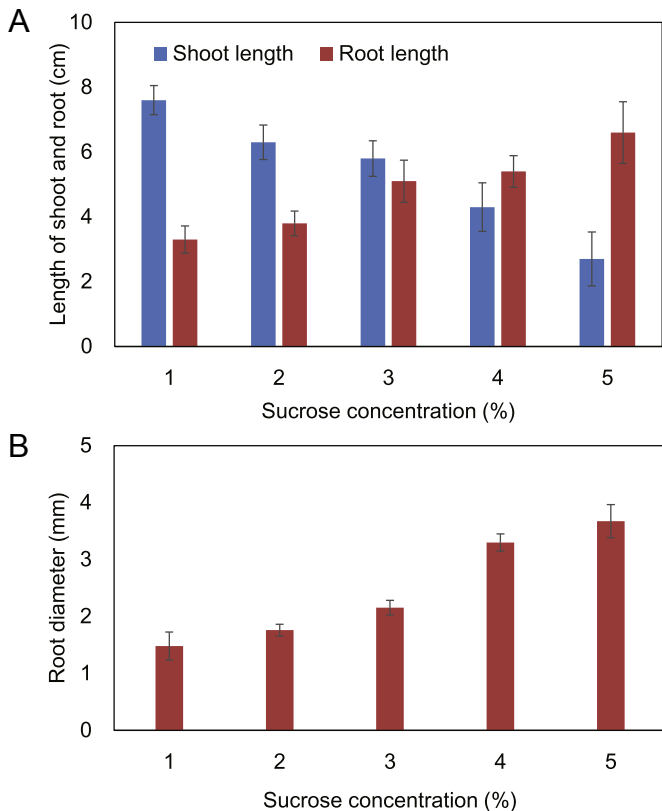 A
Length of shoot and root (cm)
10
8
6
4
2
0
Shoot length
Root length
1 2 3 4 5
Sucrose concentration (%)
B
Root diameter (mm)
5
4
3
2
1
0
1 2 3 4 5
Sucrose concentration (%)